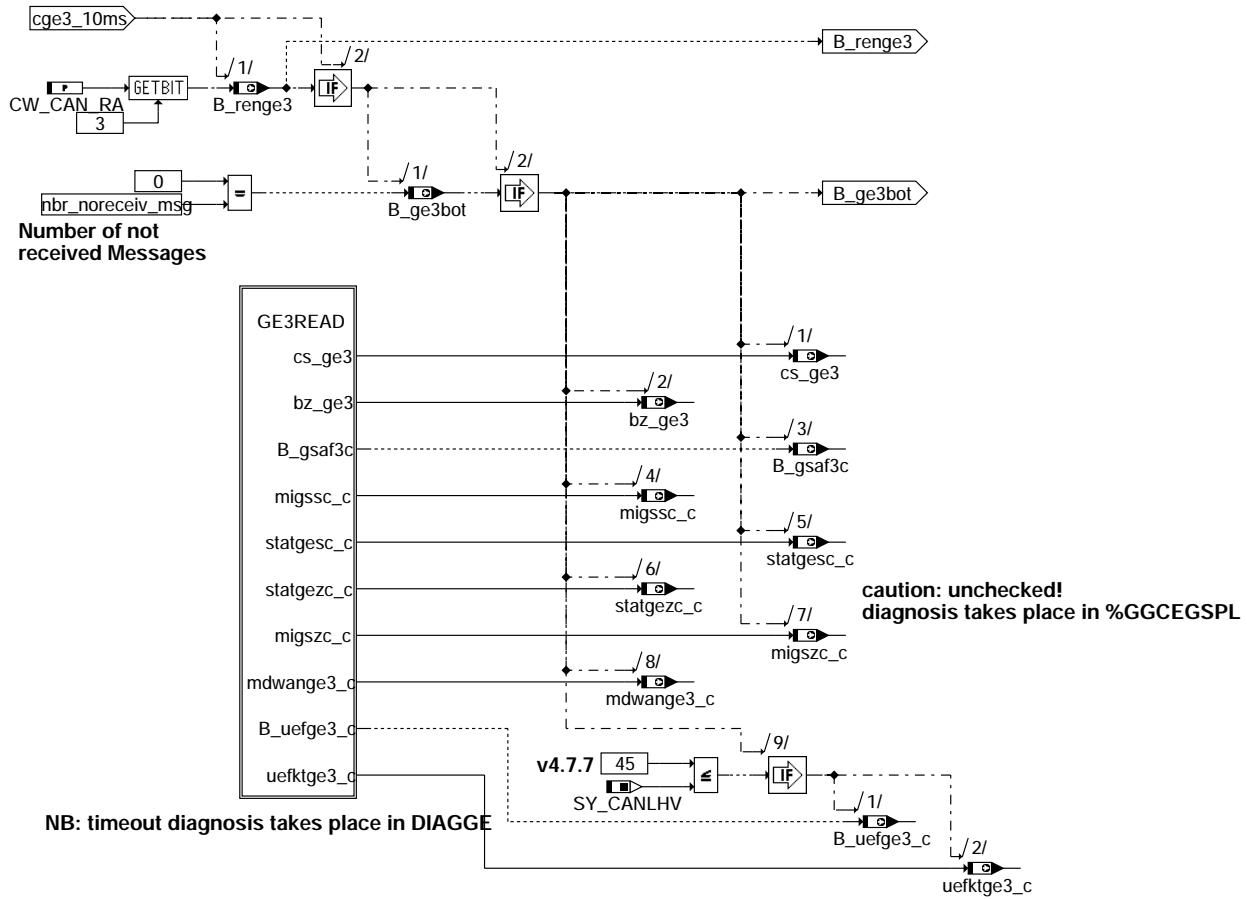 cge3_10ms
/2/
B_renge3
/1/
P
GETBIT
IF
CW_CAN_RA
B_renge3
3
/2/
/1/
0
=
IF
B_ge3bot
nbr_noreceiv_msg
B_ge3bot
Number of not
received Messages
GE3READ
/1/
cs_ge3
cs_ge3
/2/
bz_ge3
bz_ge3
/3/
B_gsaf3c
B_gsaf3c
/4/
migssc_c
migssc_c
/5/
statgesc_c
statgesc_c
/6/
statgezc_c
statgezc_c
caution: unchecked!
diagnosis takes place in %GGCEGSPL
/7/
migszc_c
migszc_c
/8/
mdwange3_c
mdwange3_c
B_uefge3_c
/9/
v4.7.7
45
≤
IF
uefktge3_c
SY_CANLHV
/1/
NB: timeout diagnosis takes place in DIAGGE
B_uefge3_c
/2/
uefktge3_c